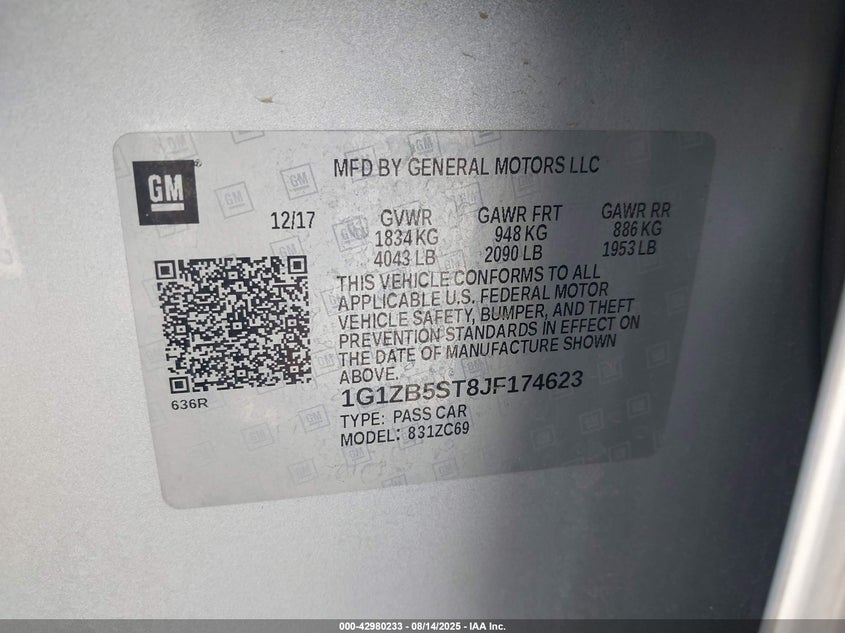 GM
MFD BY GENERAL MOTORS LLC
12/17
GVWR
1834 KG
4043 LB
GAWR FRT
948 KG
2090 LB
GAWR RR
886 KG
1953 LB
THIS VEHICLE CONFORMS TO ALL
APPLICABLE U.S. FEDERAL MOTOR
VEHICLE SAFETY, BUMPER, AND THEFT
PREVENTION STANDARDS IN EFFECT ON
THE DATE OF MANUFACTURE SHOWN
ABOVE.
636R
1G1ZB5ST8JF174623
TYPE: PASS CAR
MODEL: 831ZC69
000-42980233 - 08/14/2025 - IAA Inc.